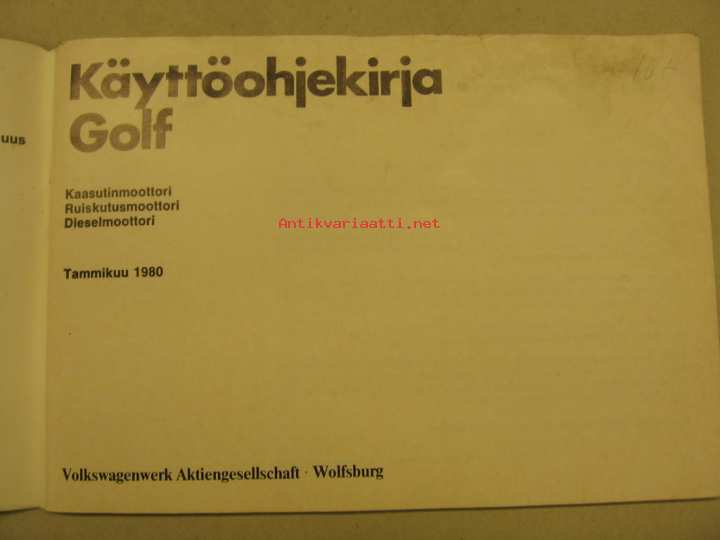 Käyttöohjekirja
Golf
uus
Kaasutinmoottori
Ruiskutusmoottori
Dieselmoottori
Antikvariaatti.net
Tammikuu 1980
Volkswagenwerk Aktiengesellschaft · Wolfsburg